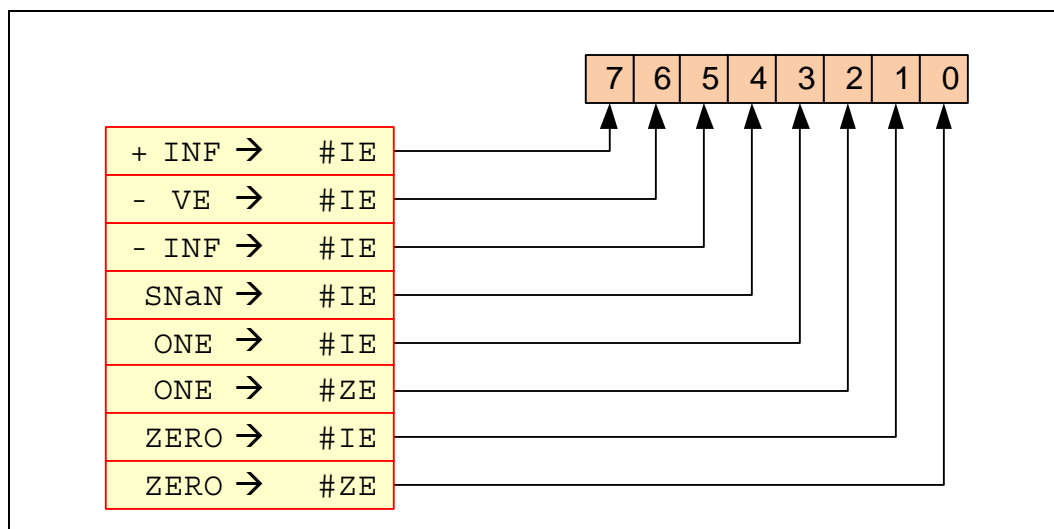 7 6 5 4 3 2 1 0
+ INF → #IE
- VE → #IE
- INF → #IE
SNaN → #IE
ONE → #IE
ONE → #ZE
ZERO → #IE
ZERO → #ZE